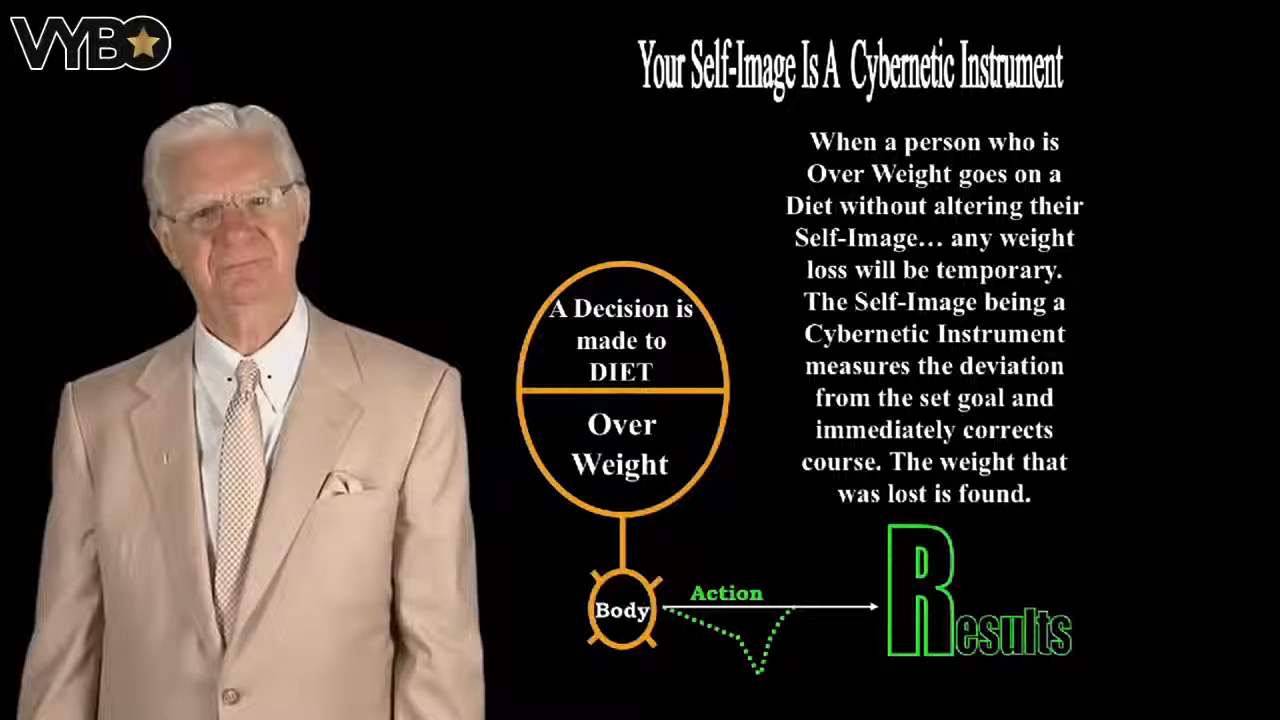 VYBO
Your Self-Image Is A Cybernetic Instrument
When a person who is
Over Weight goes on a
Diet without altering their
Self-Image... any weight
loss will be temporary.
The Self-Image being a
Cybernetic Instrument
measures the deviation
from the set goal and
immediately corrects
course. The weight that
was lost is found.
A Decision is
made to
DIET
Over
Weight
Body
Action
Results